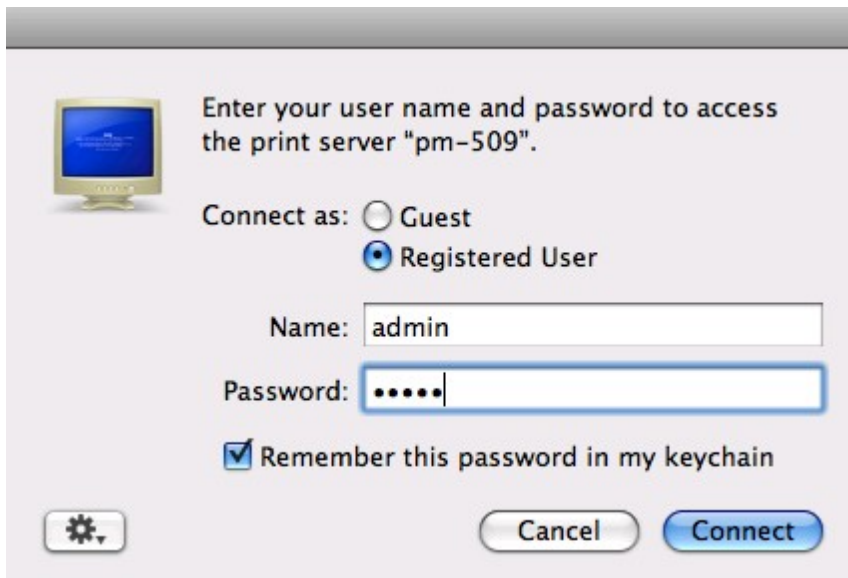 Enter your user name and password to access
the print server “pm-509”.
Connect as: Guest
Registered User
Name: admin
Password: •••••
Remember this password in my keychain
Cancel Connect